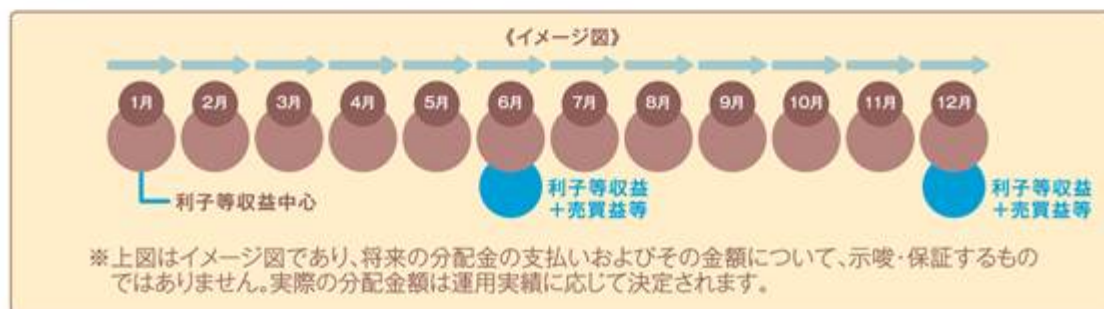 《イメージ図》
1月 2月 3月 4月 5月 6月 7月 8月 9月 10月 11月 12月
利子等収益中心
利子等収益
+売買益等
利子等収益
+売買益等
※上図はイメージ図であり、将来の分配金の支払いおよびその金額について、示唆・保証するもの
ではありません。実際の分配金額は運用実績に応じて決定されます。